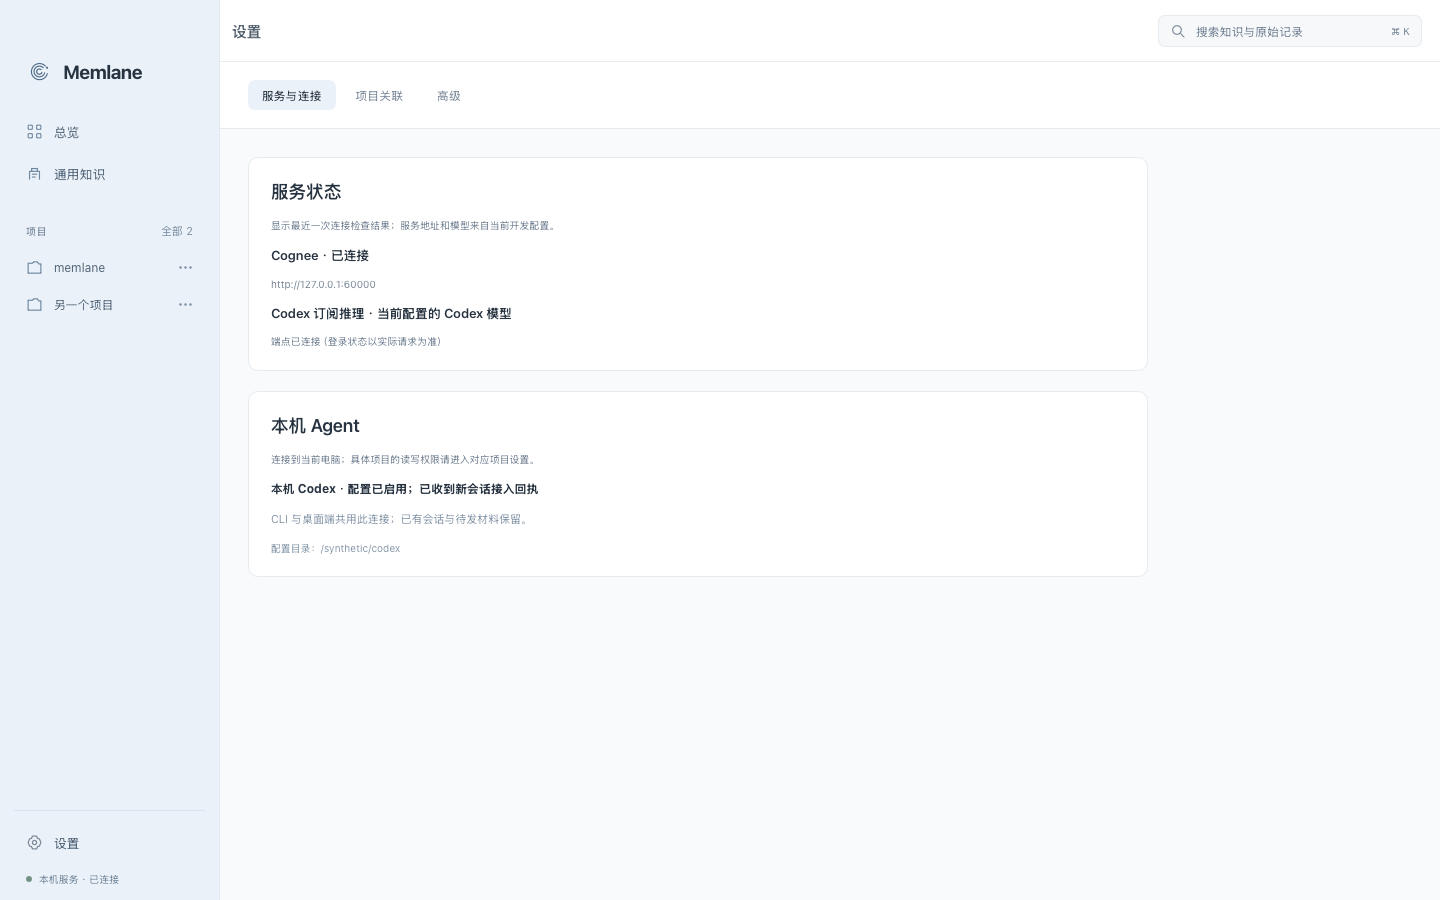 Memlane
总览
通用知识
项目 全部 2
memlane
另一个项目
设置
本机服务 · 已连接
设置
搜索知识与原始记录 ⌘ K
服务与连接 项目关联 高级
服务状态
显示最近一次连接检查结果；服务地址和模型来自当前开发配置。
Cognee · 已连接
http://127.0.0.1:60000
Codex 订阅推理 · 当前配置的 Codex 模型
端点已连接 (登录状态以实际请求为准)
本机 Agent
连接到当前电脑；具体项目的读写权限请进入对应项目设置。
本机 Codex · 配置已启用；已收到新会话接入回执
CLI 与桌面端共用此连接；已有会话与待发材料保留。
配置目录：/synthetic/codex